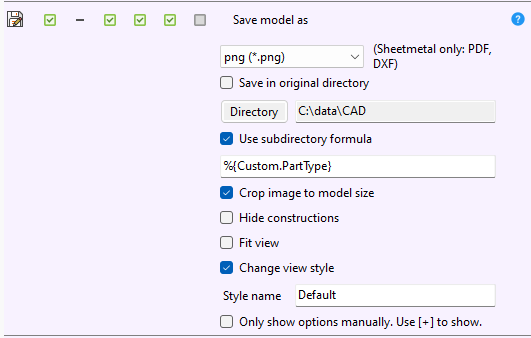 Save model as
?
png (*.png)
(Sheetmetal only: PDF,
DXF)
Save in original directory
Directory
C:\data\CAD
Use subdirectory formula
%{Custom.PartType}
Crop image to model size
Hide constructions
Fit view
Change view style
Style name
Default
Only show options manually. Use [+] to show.